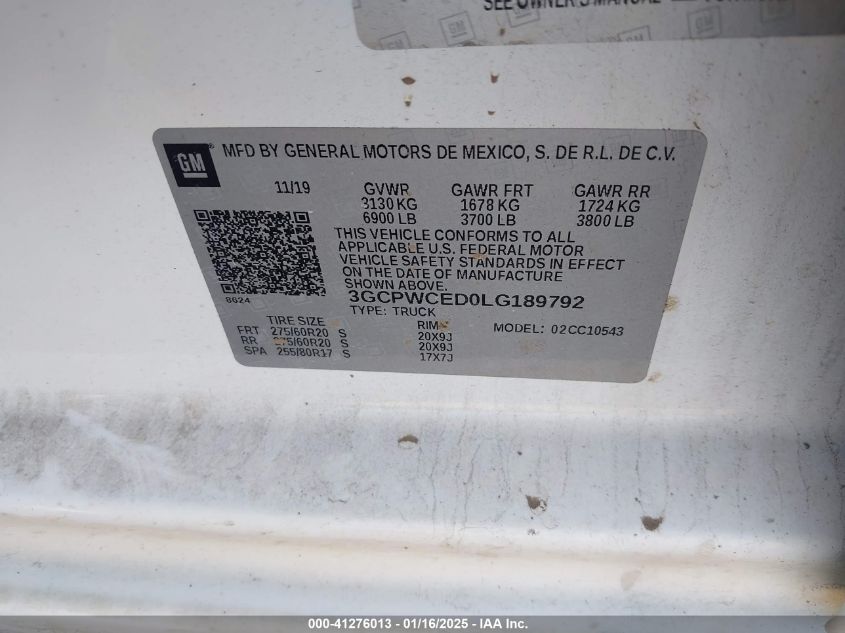 SEE OWNER'S MANUAL
GM
GM
MFD BY GENERAL MOTORS DE MEXICO, S. DE R.L. DE C.V.
11/19 GVWR GAWR FRT GAWR RR
3130 KG 1678 KG 1724 KG
6900 LB 3700 LB 3800 LB
THIS VEHICLE CONFORMS TO ALL
APPLICABLE U.S. FEDERAL MOTOR
VEHICLE SAFETY STANDARDS IN EFFECT
ON THE DATE OF MANUFACTURE
SHOWN ABOVE.
8624
3GCPWCED0LG189792
TYPE: TRUCK
TIRE SIZE RIMS MODEL: 02CC10543
FRT 275/60R20 S 20X9J
RR 275/60R20 S 20X9J
SPA 255/80R17 S 17X7J
000-41276013 - 01/16/2025 - IAA Inc.